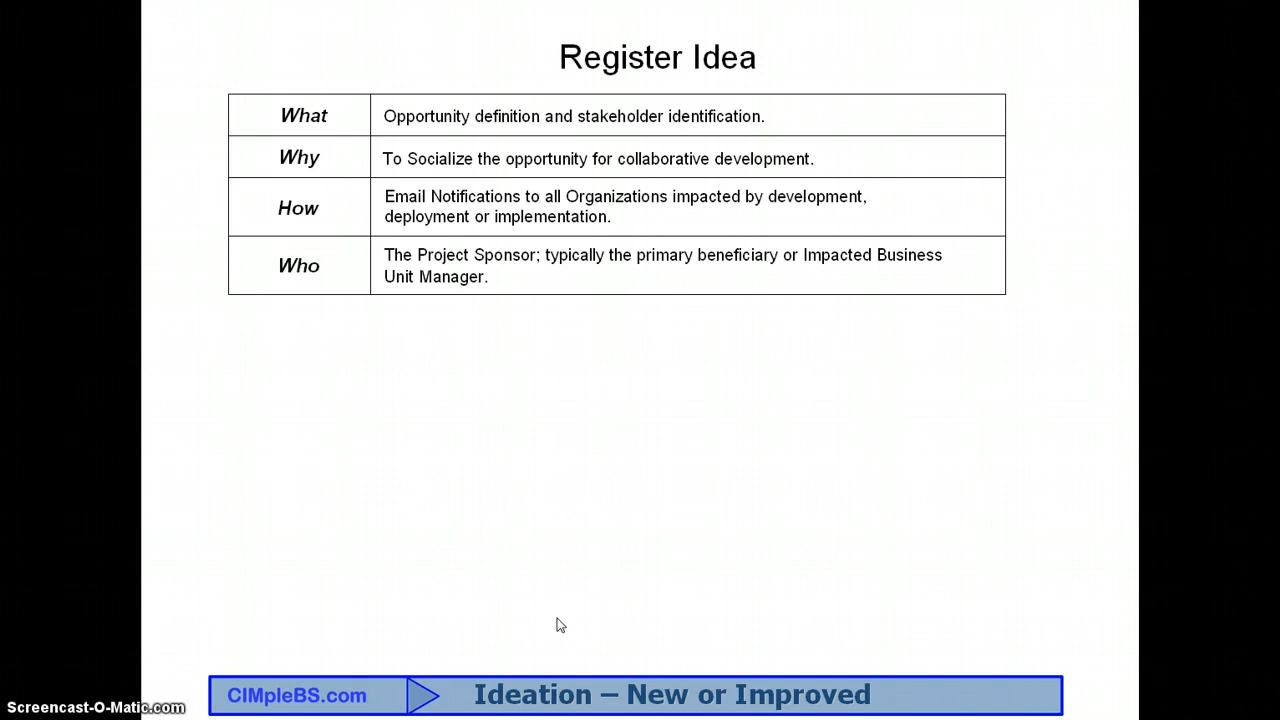 Register Idea
What
Opportunity definition and stakeholder identification.
Why
To Socialize the opportunity for collaborative development.
How
Email Notifications to all Organizations impacted by development,
deployment or implementation.
Who
The Project Sponsor; typically the primary beneficiary or Impacted Business
Unit Manager.
CIMpleBS.com
Ideation – New or Improved
Screencast-O-Matic.com